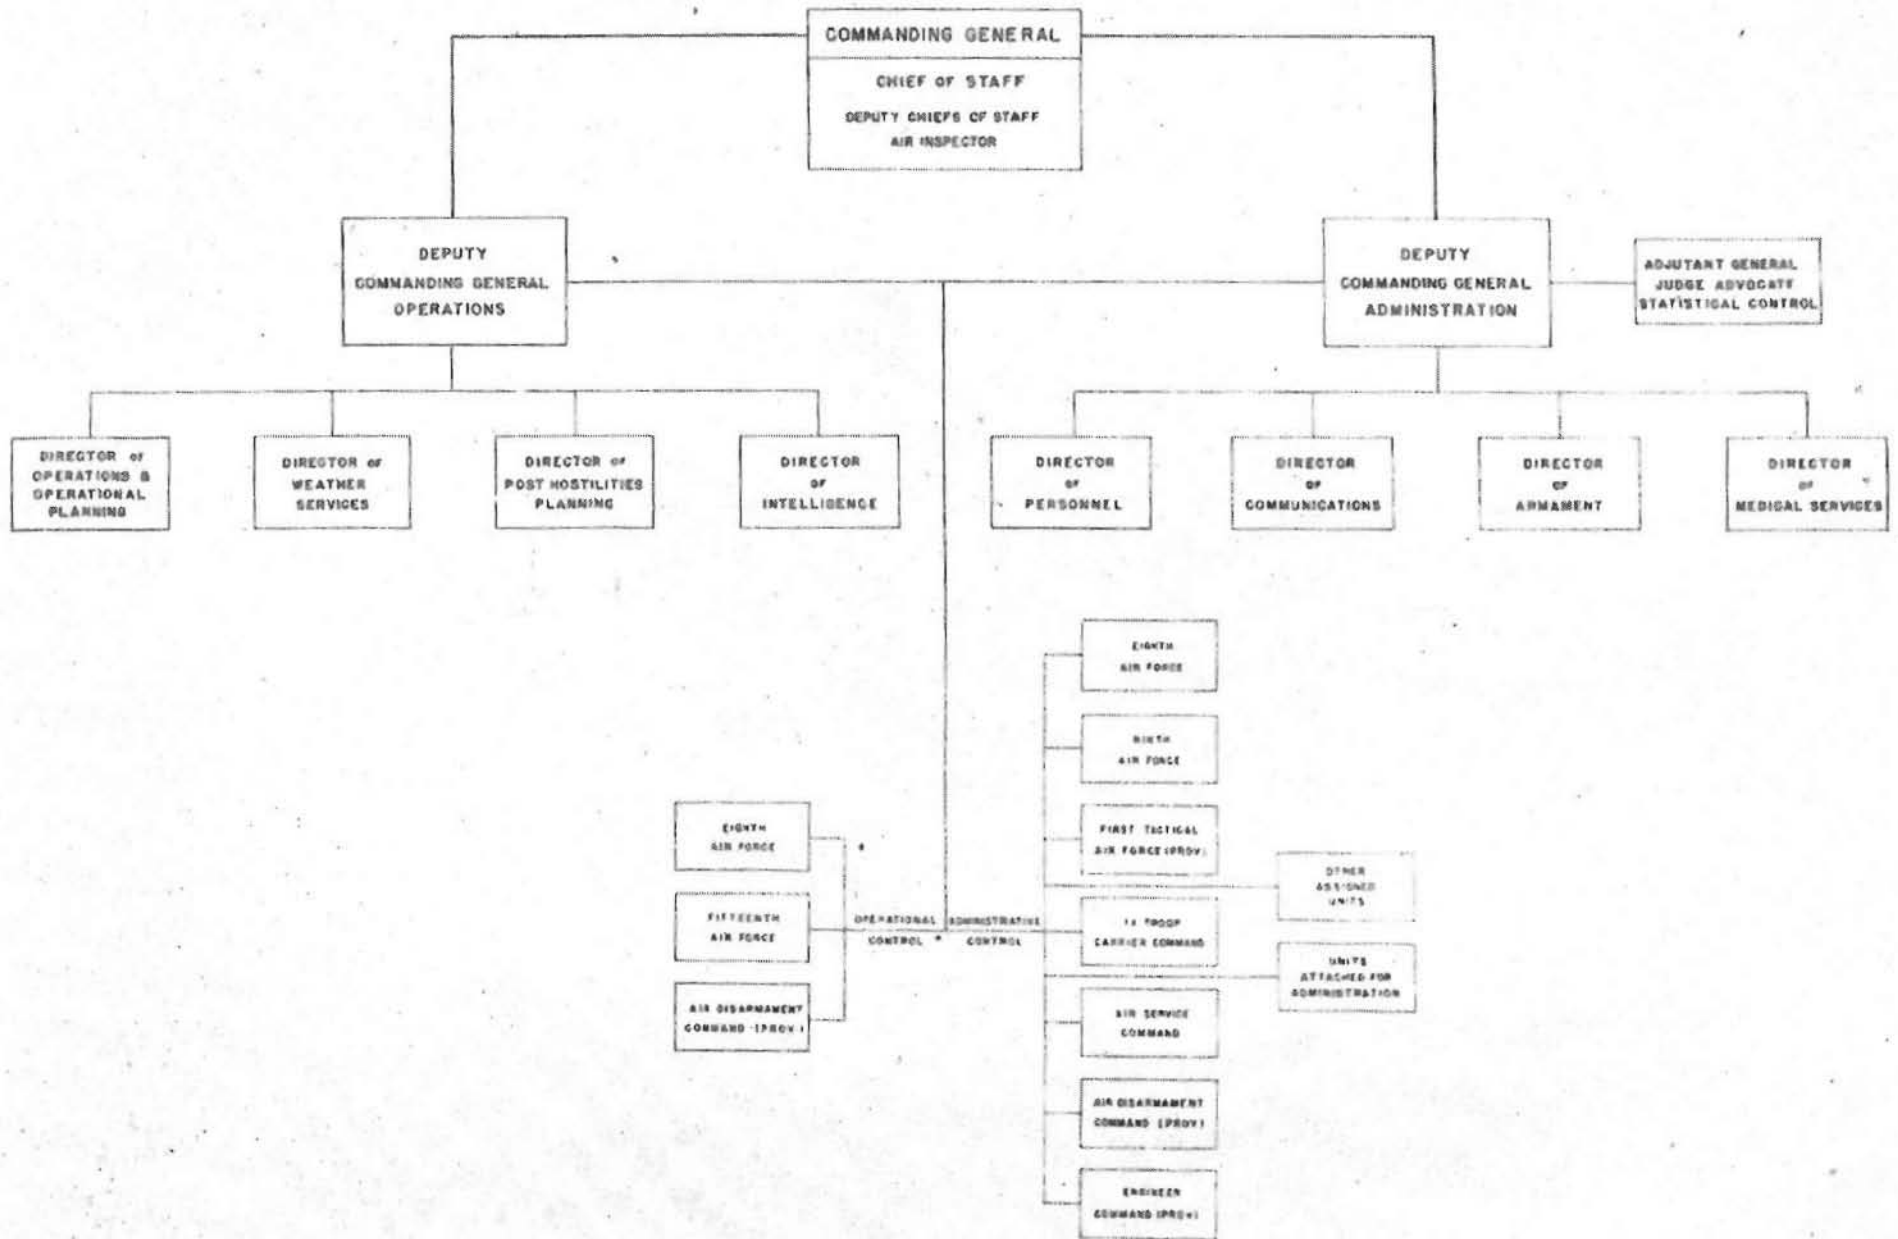 COMMANDING GENERAL
CHIEF OF STAFF
DEPUTY CHIEFS OF STAFF
AIR INSPECTOR
DEPUTY
COMMANDING GENERAL
OPERATIONS
DEPUTY
COMMANDING GENERAL
ADMINISTRATION
ADJUTANT GENERAL
JUDGE ADVOCATE
STATISTICAL CONTROL
DIRECTOR OF
OPERATIONS &
OPERATIONAL
PLANNING
DIRECTOR OF
WEATHER
SERVICES
DIRECTOR OF
POST HOSTILITIES
PLANNING
DIRECTOR
OF
INTELLIGENCE
DIRECTOR
OF
PERSONNEL
DIRECTOR
OF
COMMUNICATIONS
DIRECTOR
OF
ARMAMENT
DIRECTOR
OF
MEDICAL SERVICES
EIGHTH
AIR FORCE
FIFTEENTH
AIR FORCE
AIR DISARMAMENT
COMMAND (PROV)
OPERATIONAL
CONTROL *
ADMINISTRATIVE
CONTROL
EIGHTH
AIR FORCE
NINTH
AIR FORCE
FIRST TACTICAL
AIR FORCE (PROV)
TROOP
CARRIER COMMAND
AIR SERVICE
COMMAND
AIR DISARMAMENT
COMMAND (PROV)
ENGINEER
COMMAND (PROV)
OTHER
ASSIGNED
UNITS
UNITS
ATTACHED FOR
ADMINISTRATION